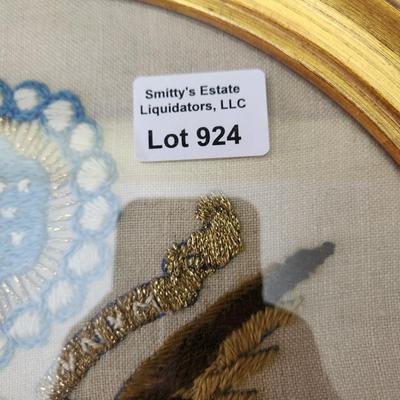 Smitty's Estate
Liquidators, LLC
Lot 924